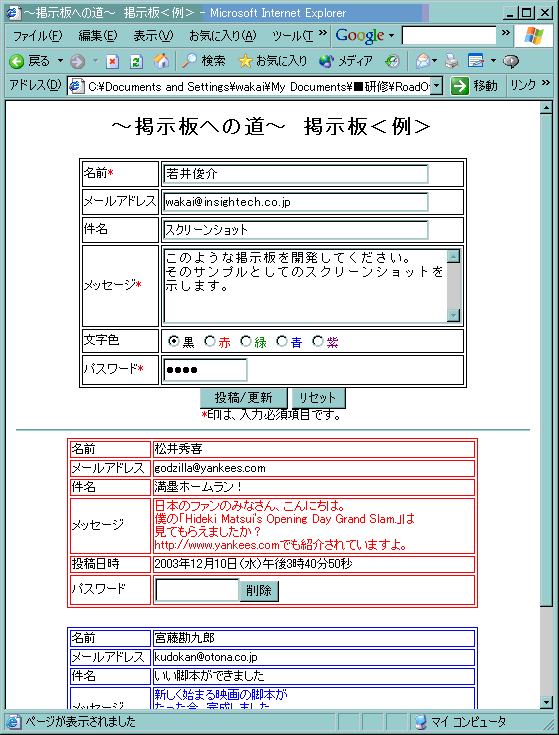 ～掲示板への道～ 掲示板＜例＞ - Microsoft Internet Explorer
ファイル(F) 編集(E) 表示(V) お気に入り(A) ツール(T) » Google »
戻る 検索 お気に入り メディア »
アドレス(D) C:¥Documents and Settings¥wakai¥My Documents¥■研修¥RoadO 移動 リンク »
～掲示板への道～ 掲示板＜例＞
名前* 若井俊介
メールアドレス wakai@insightech.co.jp
件名 スクリーンショット
メッセージ* このような掲示板を開発してください。
そのサンプルとしてのスクリーンショットを
示します。
文字色 黒 赤 緑 青 紫
パスワード* ●●●●
投稿/更新 リセット
*印は、入力必須項目です。
名前 松井秀喜
メールアドレス godzilla@yankees.com
件名 満塁ホームラン！
メッセージ 日本のファンのみなさん、こんにちは。
僕の「Hideki Matsui's Opening Day Grand Slam.」は
見てもらえましたか？
http://www.yankees.comでも紹介されていますよ。
投稿日時 2003年12月10日(水)午後3時40分50秒
パスワード 削除
名前 宮藤勘九郎
メールアドレス kudokan@otona.co.jp
件名 いい脚本ができました
メッセージ 新しく始まる映画の脚本が
たった今、完成しました。
ページが表示されました マイ コンピュータ